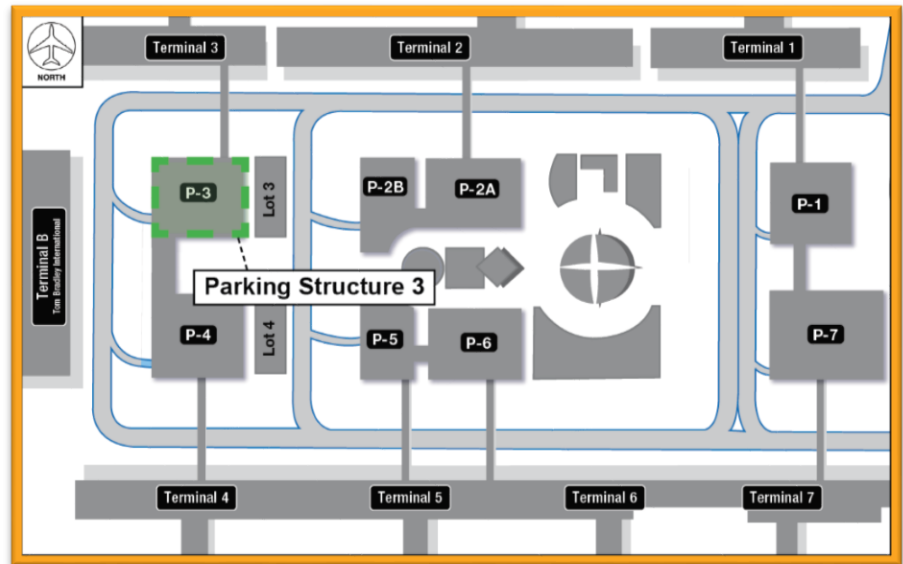 NORTH
Terminal 3
Terminal 2
Terminal 1
P-3
Lot 3
P-2B
P-2A
P-1
Terminal B
Tom Bradley International
Parking Structure 3
P-4
Lot 4
P-5
P-6
P-7
Terminal 4
Terminal 5
Terminal 6
Terminal 7